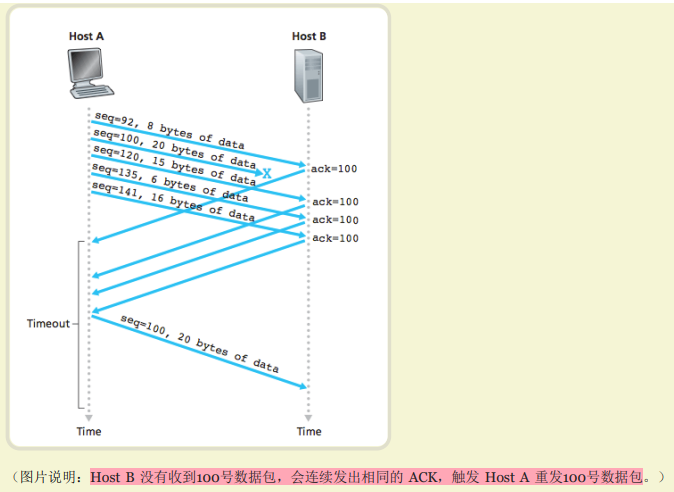 Host A
Host B
seq=92, 8 bytes of data
seq=100, 20 bytes of data
X
seq=120, 15 bytes of data
seq=135, 6 bytes of data
seq=141, 16 bytes of data
ack=100
ack=100
ack=100
ack=100
Timeout
seq=100, 20 bytes of data
Time
Time
（图片说明：Host B 没有收到100号数据包，会连续发出相同的 ACK，触发 Host A 重发100号数据包。）